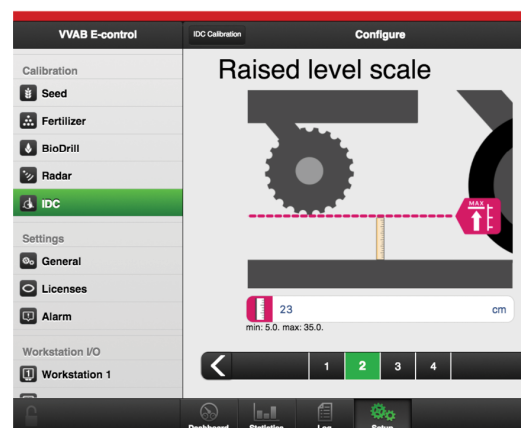 VVAB E-control
IDC Calibration
Configure
Calibration
Seed
Fertilizer
BioDrill
Radar
IDC
Settings
General
Licenses
Alarm
Workstation I/O
Workstation 1
Raised level scale
MAX
23
cm
min: 5.0. max: 35.0.
1
2
3
4
Dashboard
Statistics
Log
Setup